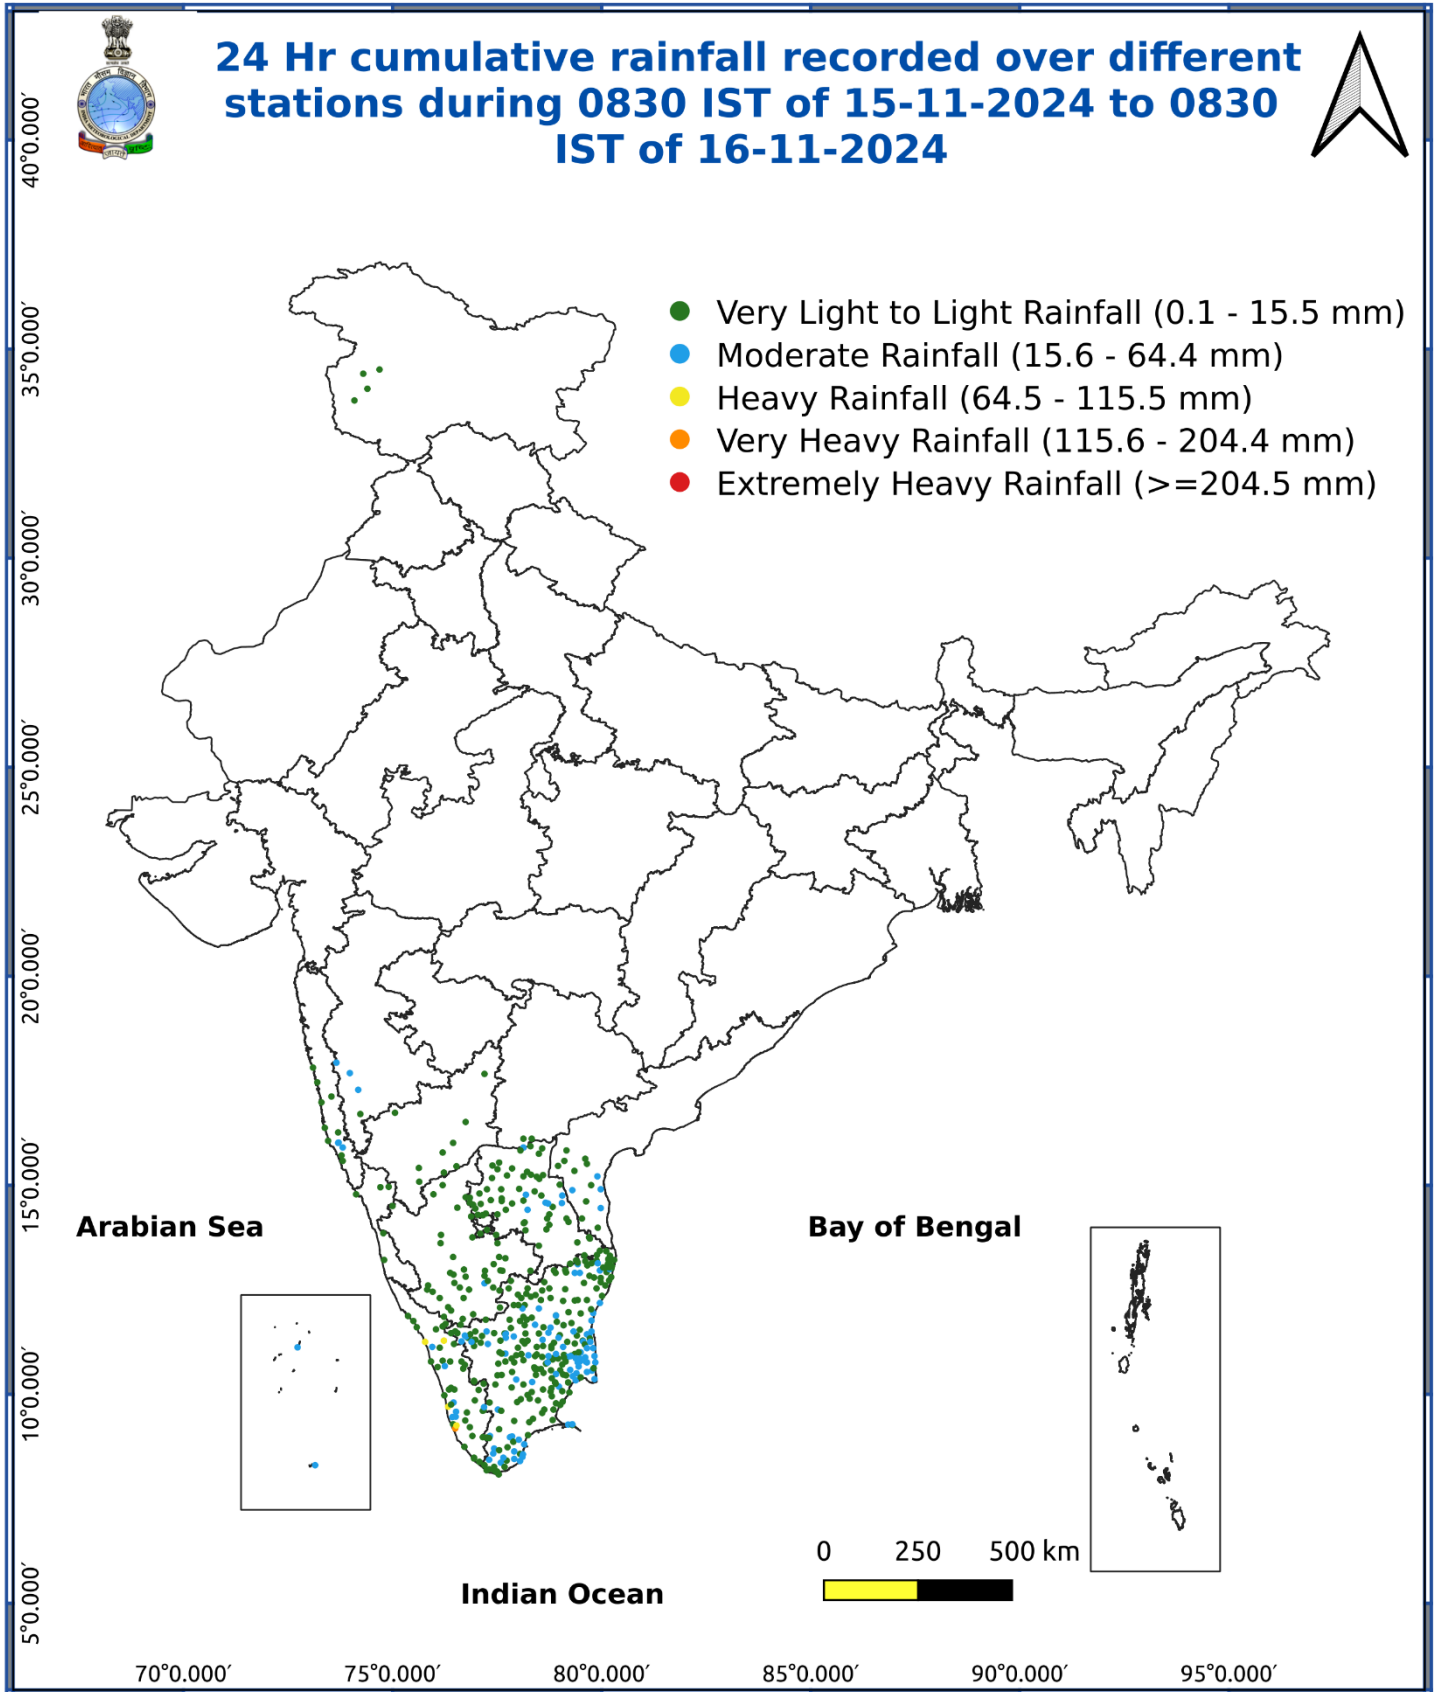 24 Hr cumulative rainfall recorded over different
stations during 0830 IST of 15-11-2024 to 0830
IST of 16-11-2024
Very Light to Light Rainfall (0.1 - 15.5 mm)
Moderate Rainfall (15.6 - 64.4 mm)
Heavy Rainfall (64.5 - 115.5 mm)
Very Heavy Rainfall (115.6 - 204.4 mm)
Extremely Heavy Rainfall (>=204.5 mm)
40°0.000′
35°0.000′
30°0.000′
25°0.000′
20°0.000′
15°0.000′
10°0.000′
5°0.000′
Arabian Sea
Bay of Bengal
Indian Ocean
0 250 500 km
70°0.000′ 75°0.000′ 80°0.000′ 85°0.000′ 90°0.000′ 95°0.000′